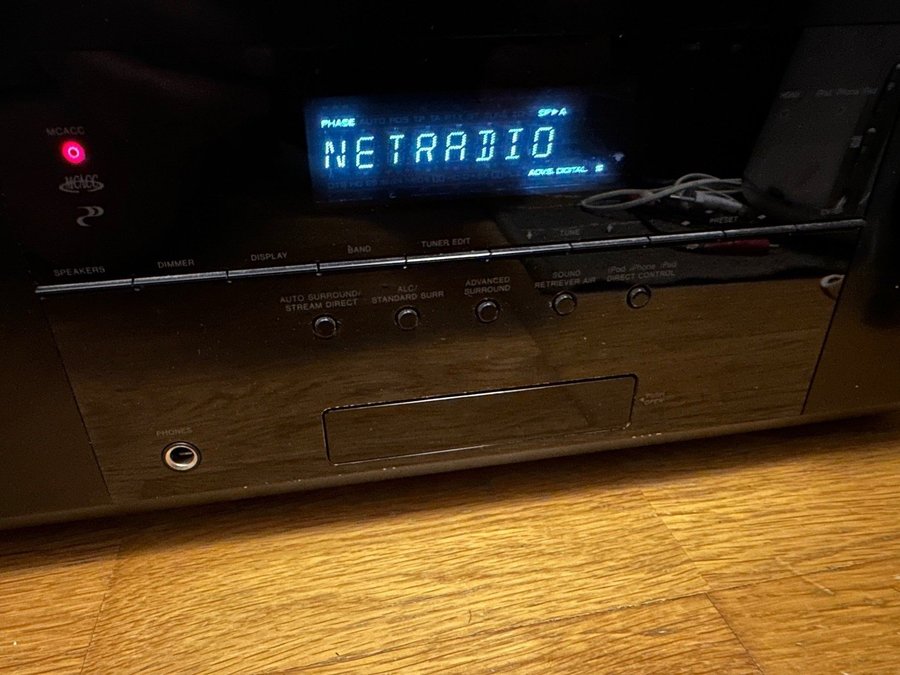 MCACC
PHASE
SP▶A
NETRADIO
ADVS. DIGITAL S
MCACC
SPEAKERS
DIMMER
DISPLAY
BAND
TUNER EDIT
TUNE
PRESET
AUTO SURROUND/
STREAM DIRECT
ALC/
STANDARD SURR
ADVANCED
SURROUND
SOUND
RETRIEVER AIR
iPod iPhone iPad
DIRECT CONTROL
PHONES